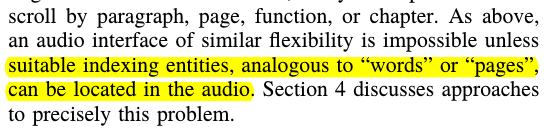 scroll by paragraph, page, function, or chapter. As above,
an audio interface of similar flexibility is impossible unless
suitable indexing entities, analogous to “words” or “pages”,
can be located in the audio. Section 4 discusses approaches
to precisely this problem.